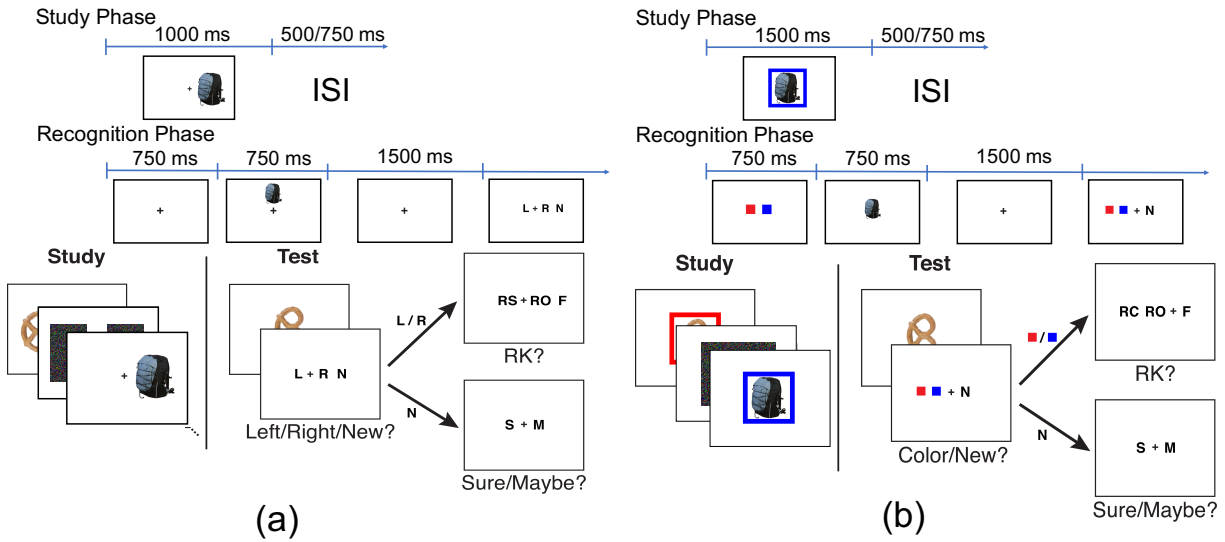 Study Phase
1000 ms 500/750 ms
+
ISI
Recognition Phase
750 ms 750 ms 1500 ms
+ + + L + R N
Study Test
+
L + R N
Left/Right/New?
L / R
RS + RO F
RK?
N
S + M
Sure/Maybe?
(a)
Study Phase
1500 ms 500/750 ms
ISI
Recognition Phase
750 ms 750 ms 1500 ms
+ + N
Study Test
+ N
Color/New?
/
RC RO + F
RK?
N
S + M
Sure/Maybe?
(b)